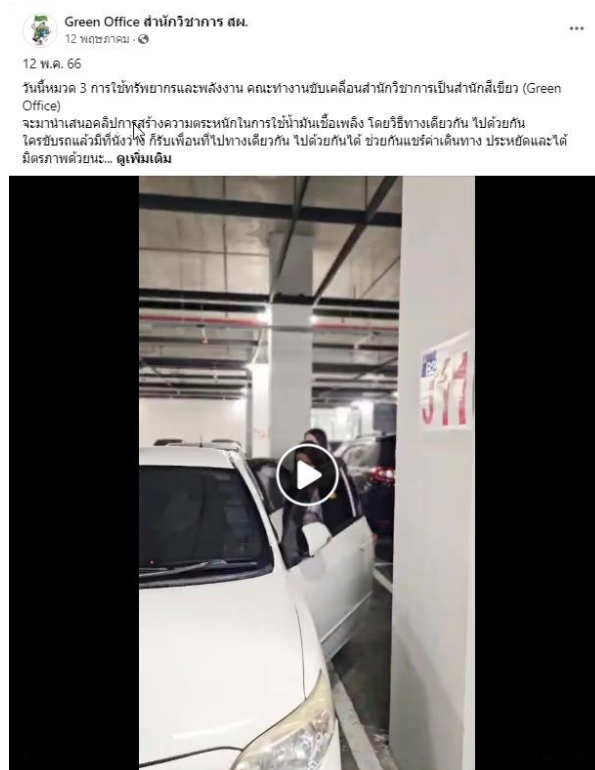 Green Office สำนักวิชาการ สผ.
12 พฤษภาคม ·
12 พ.ค. 66
วันนี้หมวด 3 การใช้ทรัพยากรและพลังงาน คณะทำงานขับเคลื่อนสำนักวิชาการเป็นสำนักสีเขียว (Green
Office)
จะมานำเสนอคลิปการสร้างความตระหนักในการใช้น้ำมันเชื้อเพลิง โดยวิธีทางเดียวกัน ไปด้วยกัน
ใครขับรถแล้วมีที่นั่งว่าง ก็รับเพื่อนที่ไปทางเดียวกัน ไปด้วยกันได้ ช่วยกันแชร์ค่าเดินทาง ประหยัดและได้
มิตรภาพด้วยนะ... ดูเพิ่มเติม
B2
J11